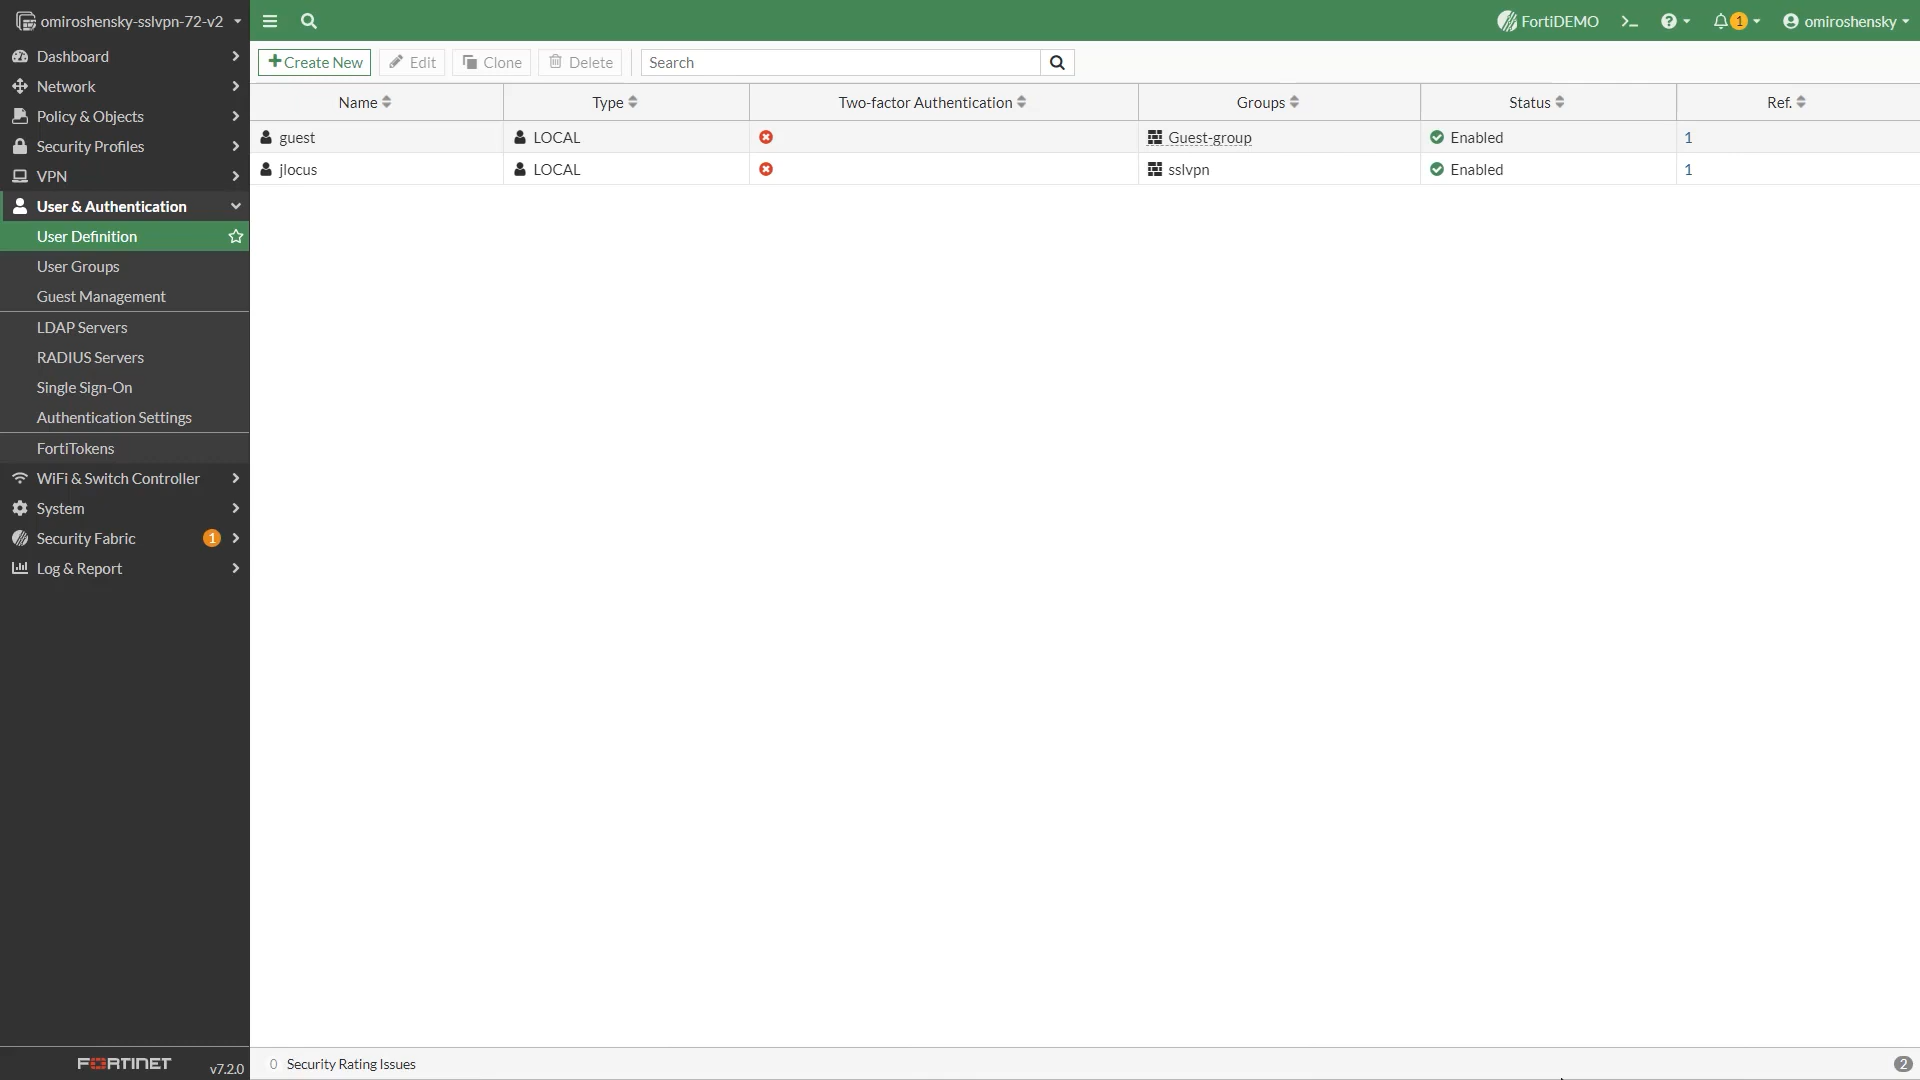 omiroshensky-sslvpn-72-v2
FortiDEMO
>_
1
omiroshensky
Dashboard
Network
Policy & Objects
Security Profiles
VPN
User & Authentication
User Definition
User Groups
Guest Management
LDAP Servers
RADIUS Servers
Single Sign-On
Authentication Settings
FortiTokens
WiFi & Switch Controller
System
Security Fabric 1
Log & Report
FORTINET v7.2.0
+Create New Edit Clone Delete Search
Name Type Two-factor Authentication Groups Status Ref.
guest LOCAL Guest-group Enabled 1
jlocus LOCAL sslvpn Enabled 1
0 Security Rating Issues 2